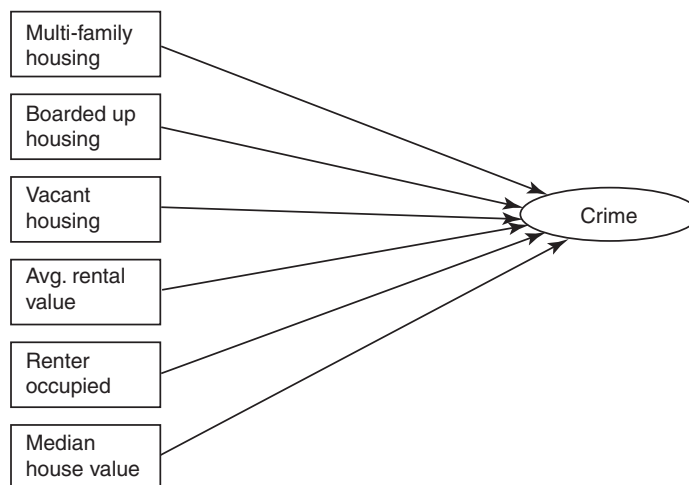 Multi-family
housing
Boarded up
housing
Vacant
housing
Crime
Avg. rental
value
Renter
occupied
Median
house value